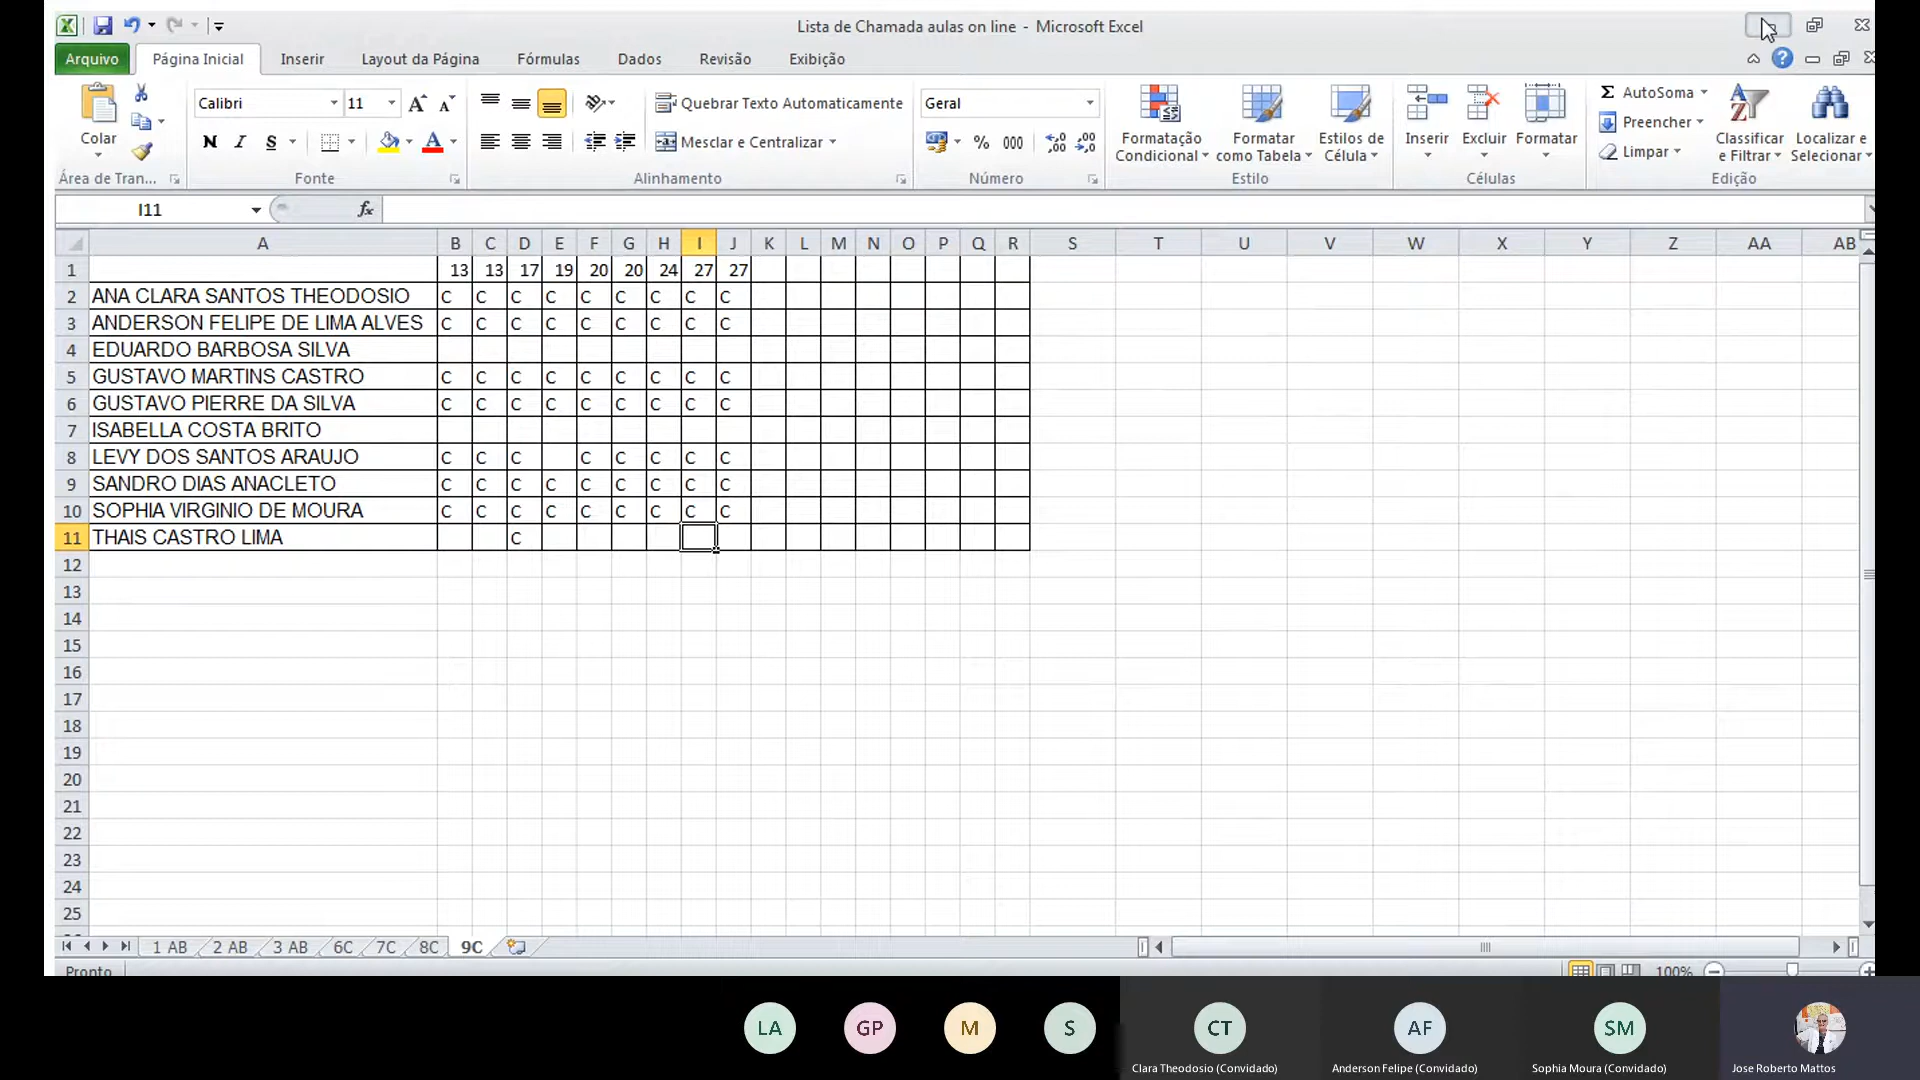 Lista de Chamada aulas on line - Microsoft Excel
Arquivo Página Inicial Inserir Layout da Página Fórmulas Dados Revisão Exibição
Colar Calibri 11 Quebrar Texto Automaticamente Geral Formatação Condicional Formatar como Tabela Estilos de Célula Inserir Excluir Formatar Σ AutoSoma Preencher Limpar Classificar e Filtrar Localizar e Selecionar
N I S A Mesclar e Centralizar % 000
Área de Tran... Fonte Alinhamento Número Estilo Células Edição
I11 fx
A B C D E F G H I J K L M N O P Q R S T U V W X Y Z AA AB
1 13 13 17 19 20 20 24 27 27
2 ANA CLARA SANTOS THEODOSIO C C C C C C C C C
3 ANDERSON FELIPE DE LIMA ALVES C C C C C C C C C
4 EDUARDO BARBOSA SILVA
5 GUSTAVO MARTINS CASTRO C C C C C C C C C
6 GUSTAVO PIERRE DA SILVA C C C C C C C C C
7 ISABELLA COSTA BRITO
8 LEVY DOS SANTOS ARAUJO C C C C C C C C
9 SANDRO DIAS ANACLETO C C C C C C C C C
10 SOPHIA VIRGINIO DE MOURA C C C C C C C C C
11 THAIS CASTRO LIMA C
12
13
14
15
16
17
18
19
20
21
22
23
24
25
1 AB 2 AB 3 AB 6C 7C 8C 9C
Pronto 100%
LA GP M S CT AF SM
Clara Theodosio (Convidado) Anderson Felipe (Convidado) Sophia Moura (Convidado) Jose Roberto Mattos